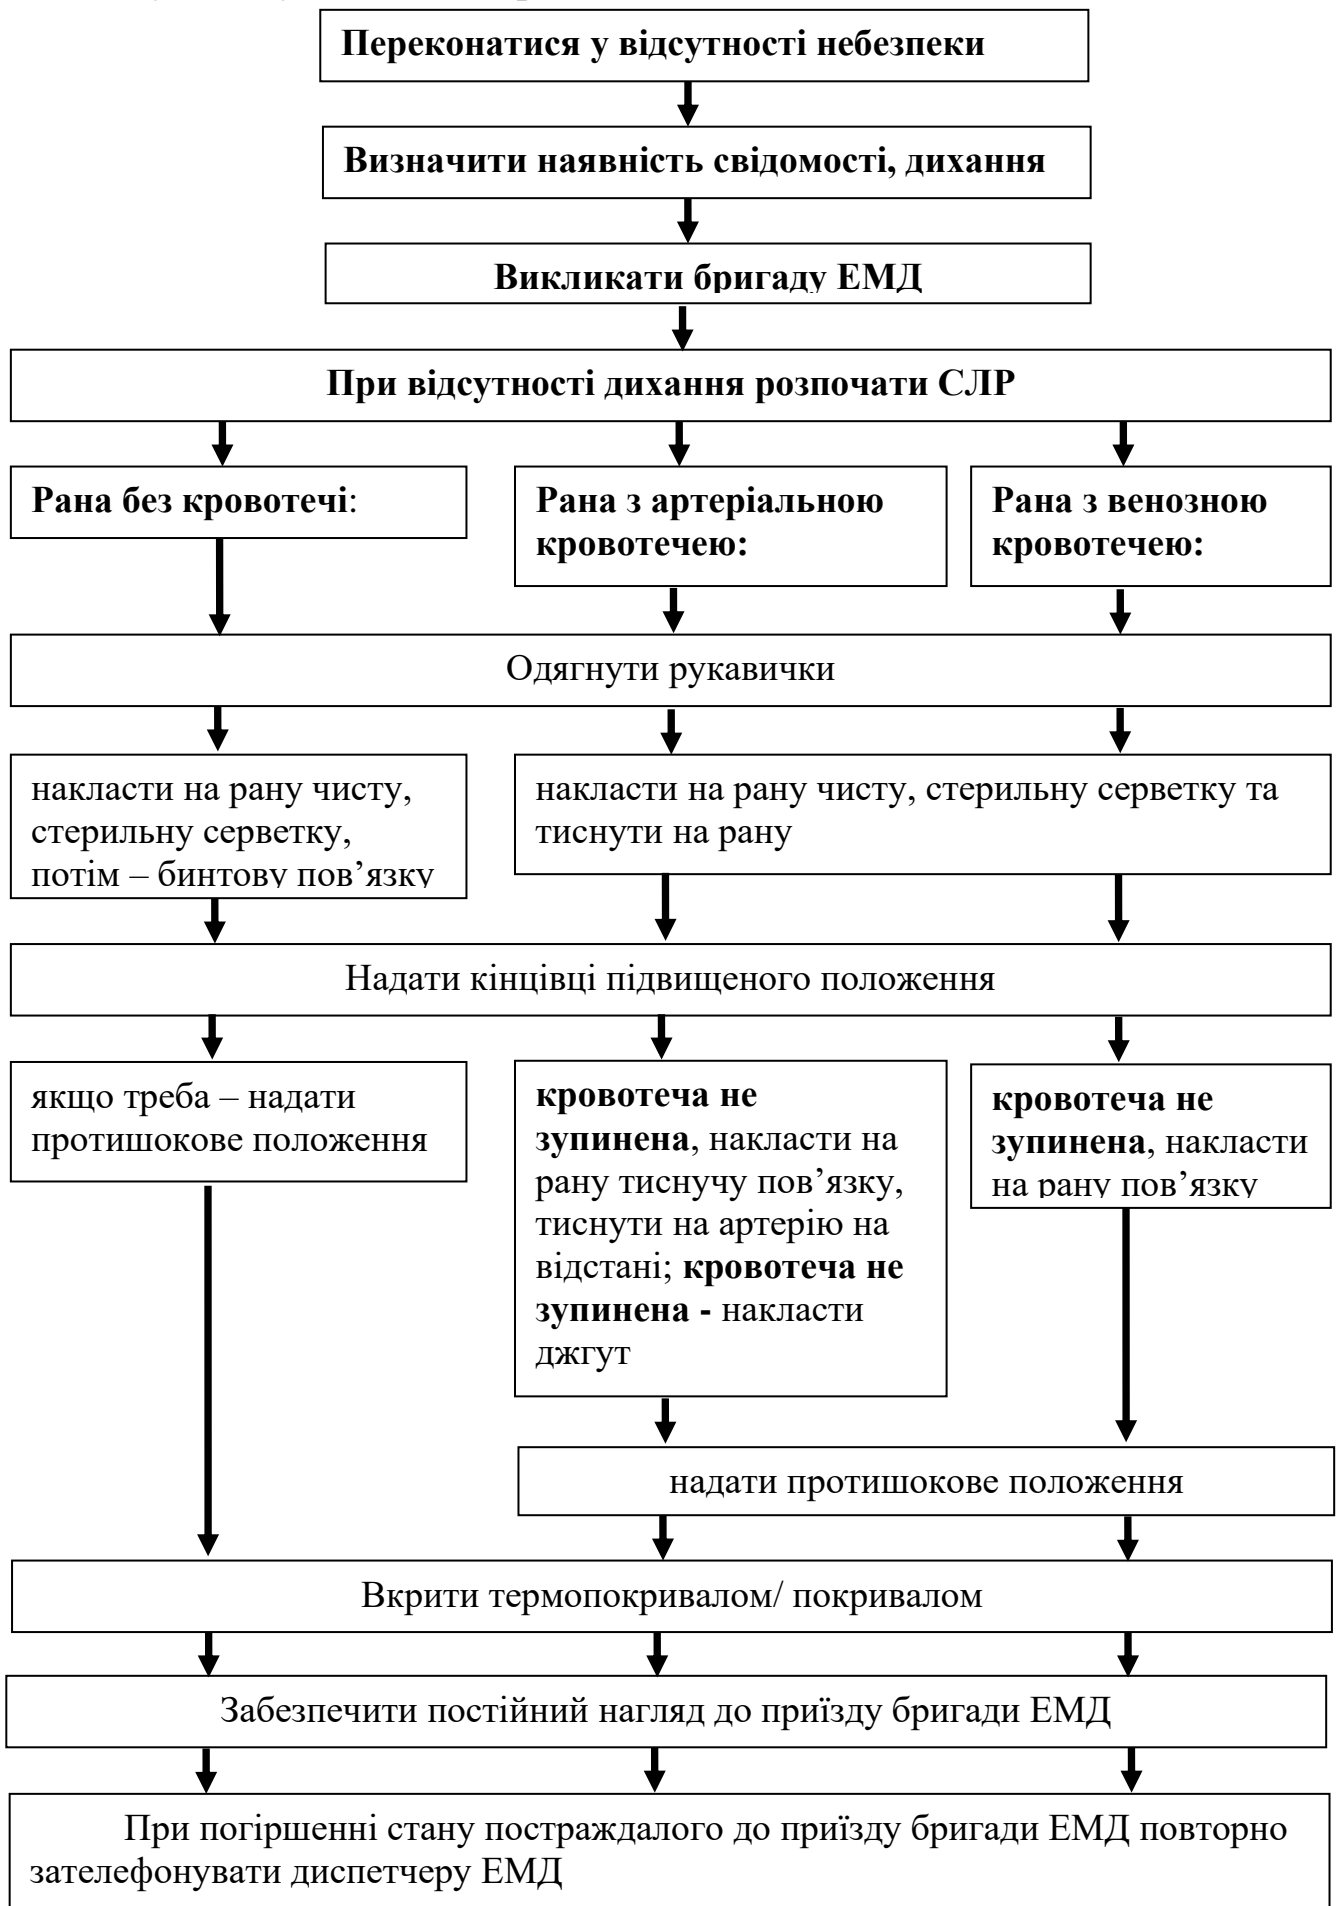 Переконатися у відсутності небезпеки
Визначити наявність свідомості, дихання
Викликати бригаду ЕМД
При відсутності дихання розпочати СЛР
Рана без кровотечі:
Рана з артеріальною
кровотечею:
Рана з венозною
кровотечею:
Одягнути рукавички
накласти на рану чисту,
стерильну серветку,
потім – бинтову пов’язку
накласти на рану чисту, стерильну серветку та
тиснути на рану
Надати кінцівці підвищеного положення
якщо треба – надати
протишокове положення
кровотеча не
зупинена, накласти на
рану тиснучу пов’язку,
тиснути на артерію на
відстані; кровотеча не
зупинена - накласти
джгут
кровотеча не
зупинена, накласти
на рану пов’язку
надати протишокове положення
Вкрити термопокривалом/ покривалом
Забезпечити постійний нагляд до приїзду бригади ЕМД
При погіршенні стану постраждалого до приїзду бригади ЕМД повторно
зателефонувати диспетчеру ЕМД